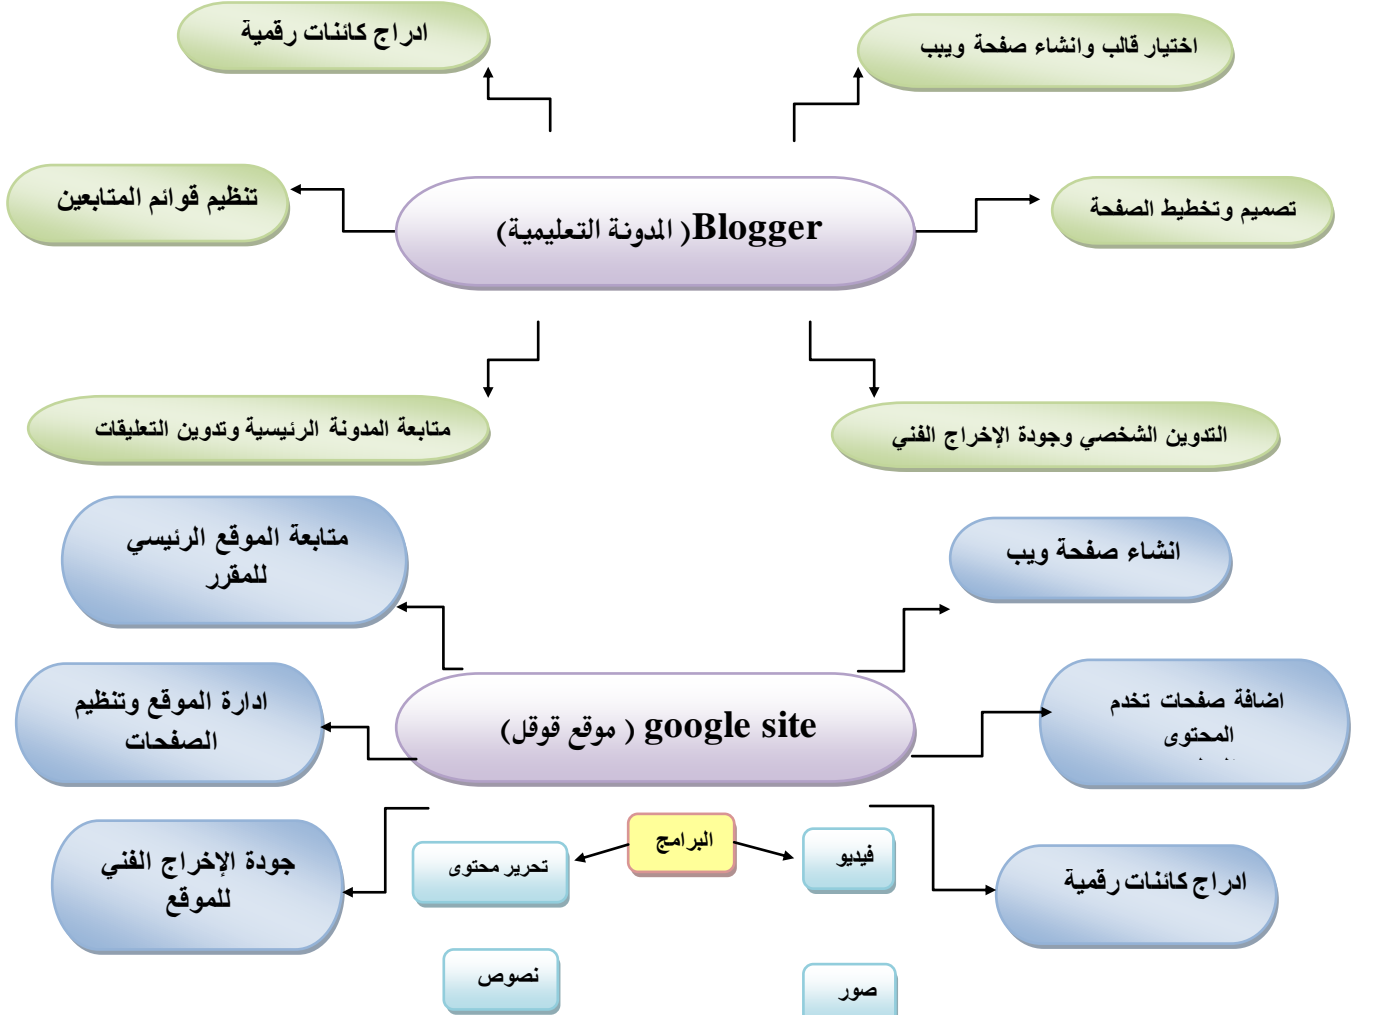 اختيار قالب وانشاء صفحة ويبب
ادراج كائنات رقمية
تصميم وتخطيط الصفحة
Blogger( المدونة التعليمية)
تنظيم قوائم المتابعين
التدوين الشخصي وجودة الإخراج الفني
متابعة المدونة الرئيسية وتدوين التعليقات
انشاء صفحة ويب
متابعة الموقع الرئيسي
للمقرر
اضافة صفحات تخدم
المحتوى
google site ( موقع قوقل)
ادارة الموقع وتنظيم
الصفحات
ادراج كائنات رقمية
جودة الإخراج الفني
للموقع
البرامج
فيديو
تحرير محتوى
صور
نصوص